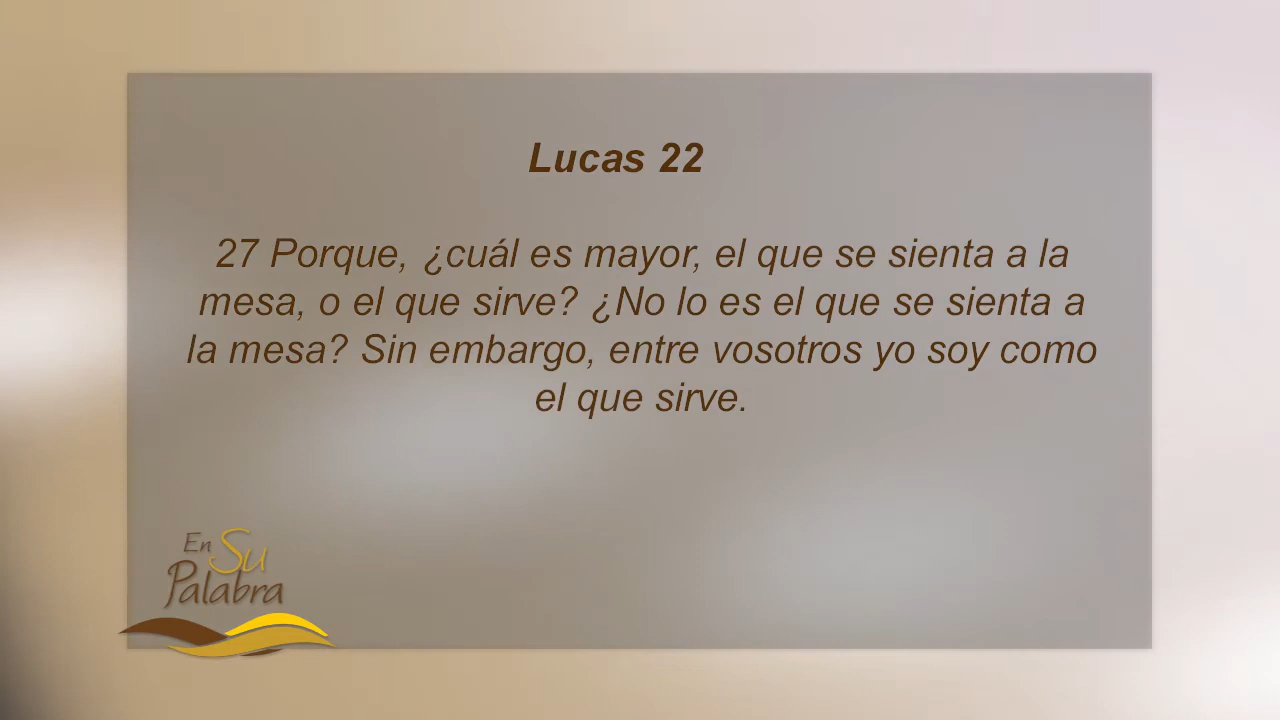 Lucas 22
27 Porque, ¿cuál es mayor, el que se sienta a la
mesa, o el que sirve? ¿No lo es el que se sienta a
la mesa? Sin embargo, entre vosotros yo soy como
el que sirve.
En Su
Palabra